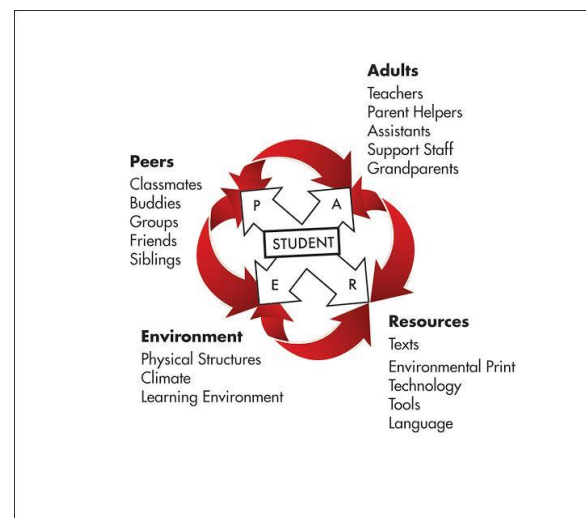 Adults
Teachers
Parent Helpers
Assistants
Support Staff
Grandparents
Peers
Classmates
Buddies
Groups
Friends
Siblings
P
A
STUDENT
E
R
Environment
Physical Structures
Climate
Learning Environment
Resources
Texts
Environmental Print
Technology
Tools
Language